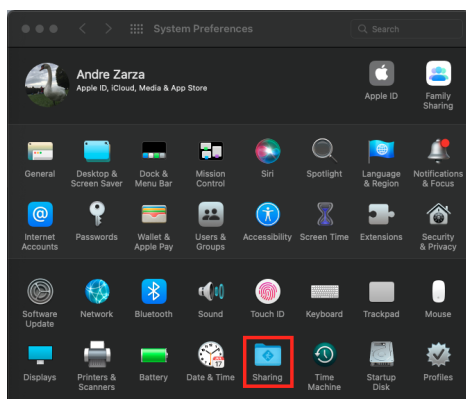 System Preferences
Search
Andre Zarza
Apple ID, iCloud, Media & App Store
Apple ID
Family
Sharing
General
Desktop &
Screen Saver
Dock &
Menu Bar
Mission
Control
Siri
Spotlight
Language
& Region
Notifications
& Focus
Internet
Accounts
Passwords
Wallet &
Apple Pay
Users &
Groups
Accessibility
Screen Time
Extensions
Security
& Privacy
Software
Update
Network
Bluetooth
Sound
Touch ID
Keyboard
Trackpad
Mouse
Displays
Printers &
Scanners
Battery
Date & Time
Sharing
Time
Machine
Startup
Disk
Profiles